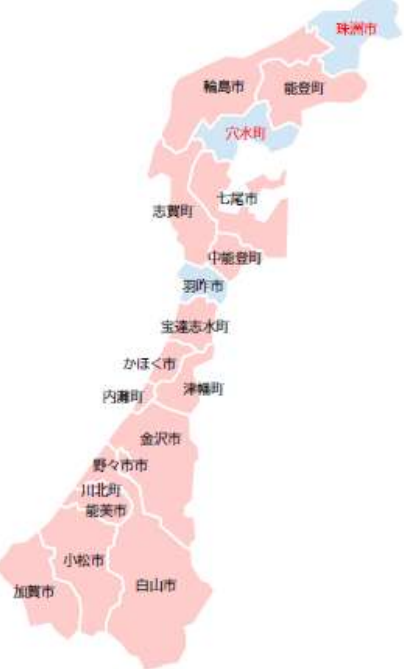 珠洲市
輪島市
能登町
穴水町
七尾市
志賀町
中能登町
羽咋市
宝達志水町
かほく市
津幡町
内灘町
金沢市
野々市市
川北町
能美市
小松市
白山市
加賀市